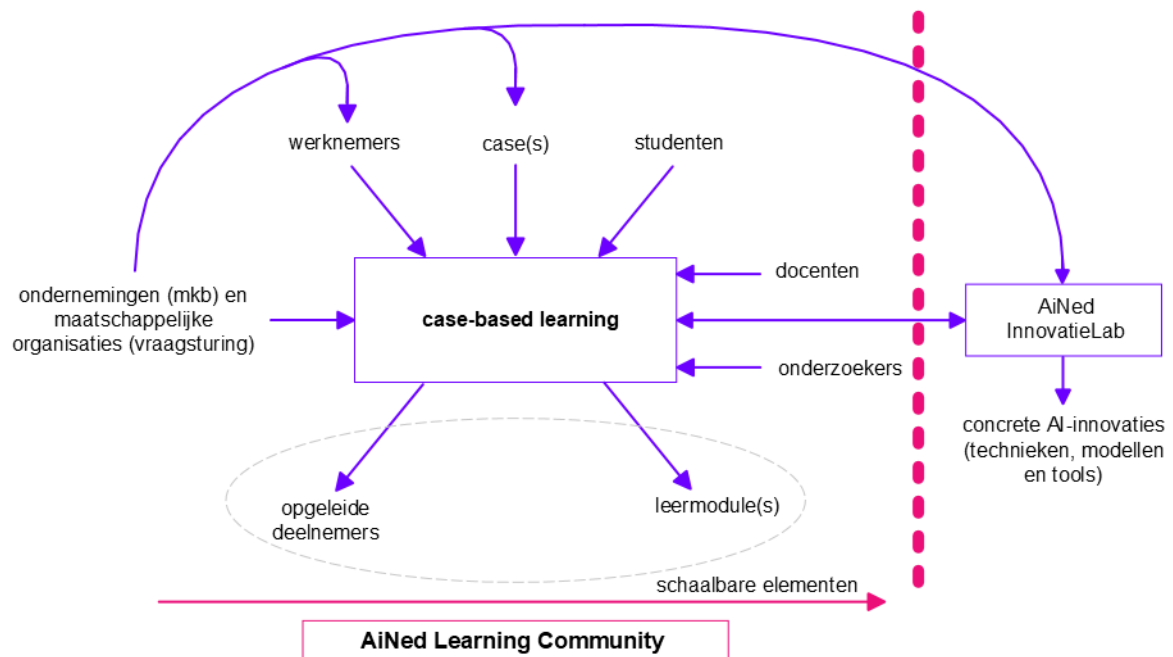 werknemers
case(s)
studenten
docenten
ondernemingen (mkb) en
maatschappelijke
organisaties (vraagsturing)
case-based learning
AiNed
InnovatieLab
onderzoekers
concrete AI-innovaties
(technieken, modellen
en tools)
opgeleide
deelnemers
leermodule(s)
schaalbare elementen
AiNed Learning Community